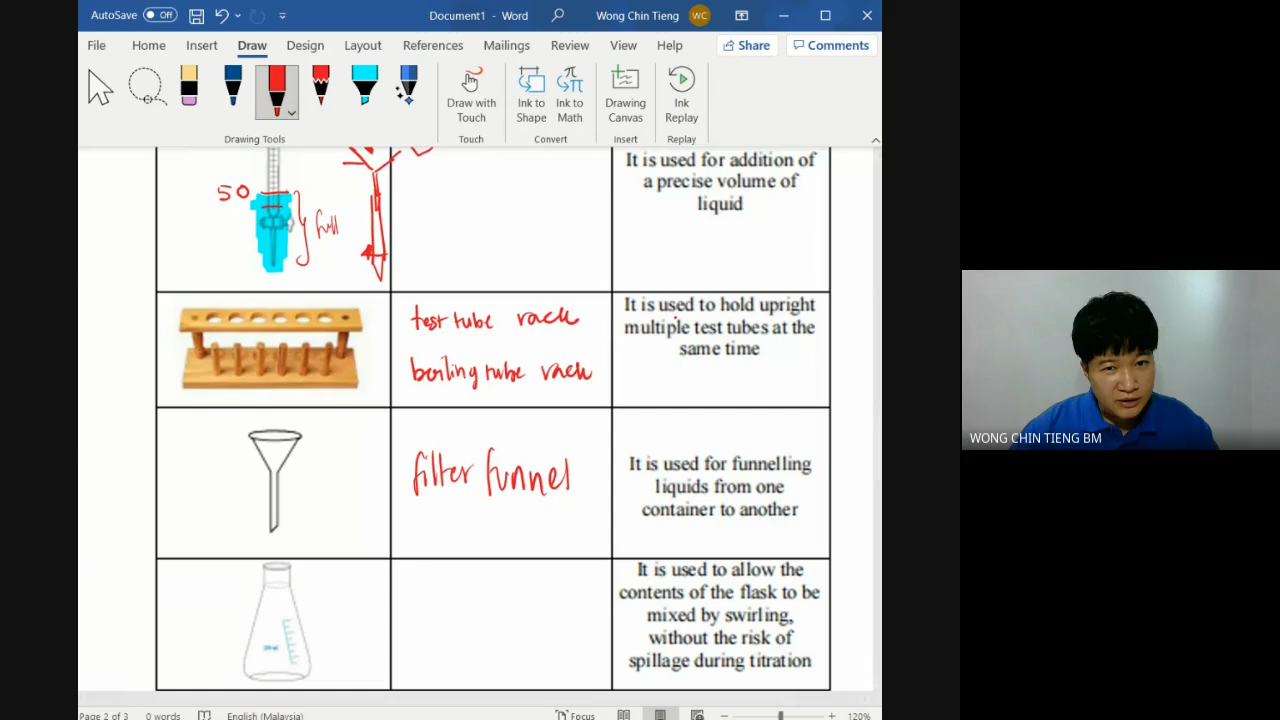 AutoSave Off Document1 - Word Wong Chin Tieng WC
File Home Insert Draw Design Layout References Mailings Review View Help Share Comments
Draw with Touch
Ink to Shape
Ink to Math
Drawing Canvas
Ink Replay
Drawing Tools Touch Convert Insert Replay
50
full
It is used for addition of
a precise volume of
liquid
test tube rack
boiling tube rack
It is used to hold upright
multiple test tubes at the
same time
filter funnel
It is used for funnelling
liquids from one
container to another
It is used to allow the
contents of the flask to be
mixed by swirling,
without the risk of
spillage during titration
WONG CHIN TIENG BM
Page 2 of 3 0 words English (Malaysia) Focus 120%